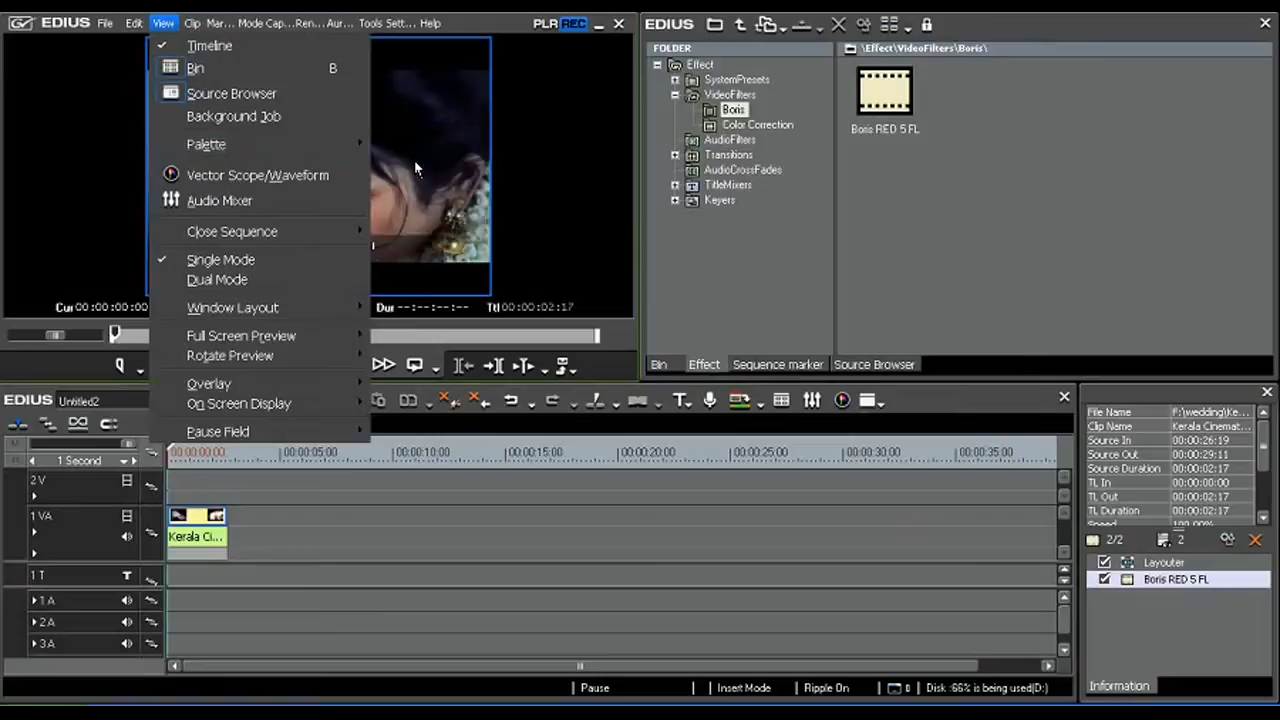 EDIUS File Edit View Clip Mar... Mode Cap... Ren... Aur... Tools Sett... Help PLR REC
Timeline
Bin B
Source Browser
Background Job
Palette
Vector Scope/Waveform
Audio Mixer
Close Sequence
Single Mode
Dual Mode
Window Layout
Full Screen Preview
Rotate Preview
Overlay
On Screen Display
Pause Field
Cur 00:00:00:00 Dur --:--:--:-- Ttl 00:00:02:17
EDIUS
FOLDER \Effect\VideoFilters\Boris\
Effect
SystemPresets
VideoFilters
Boris
Color Correction
AudioFilters
Transitions
AudioCrossFades
TitleMixers
Keyers
Boris RED 5 FL
Bin Effect Sequence marker Source Browser
EDIUS Untitled2
1 Second 00:00:00:00 00:00:05:00 00:00:10:00 00:00:15:00 00:00:20:00 00:00:25:00 00:00:30:00 00:00:35:00
2 V
1 VA
Kerala Ci...
1 T T
1 A
2 A
3 A
Pause Insert Mode Ripple On 0 Disk :66% is being used(D:)
File Name F:\wedding\Ke...
Clip Name Kerala Cinemat...
Source In 00:00:26:19
Source Out 00:00:29:11
Source Duration 00:00:02:17
TL In 00:00:00:00
TL Out 00:00:02:17
TL Duration 00:00:02:17
Speed 100.00%
2/2 2
Layouter
Boris RED 5 FL
Information